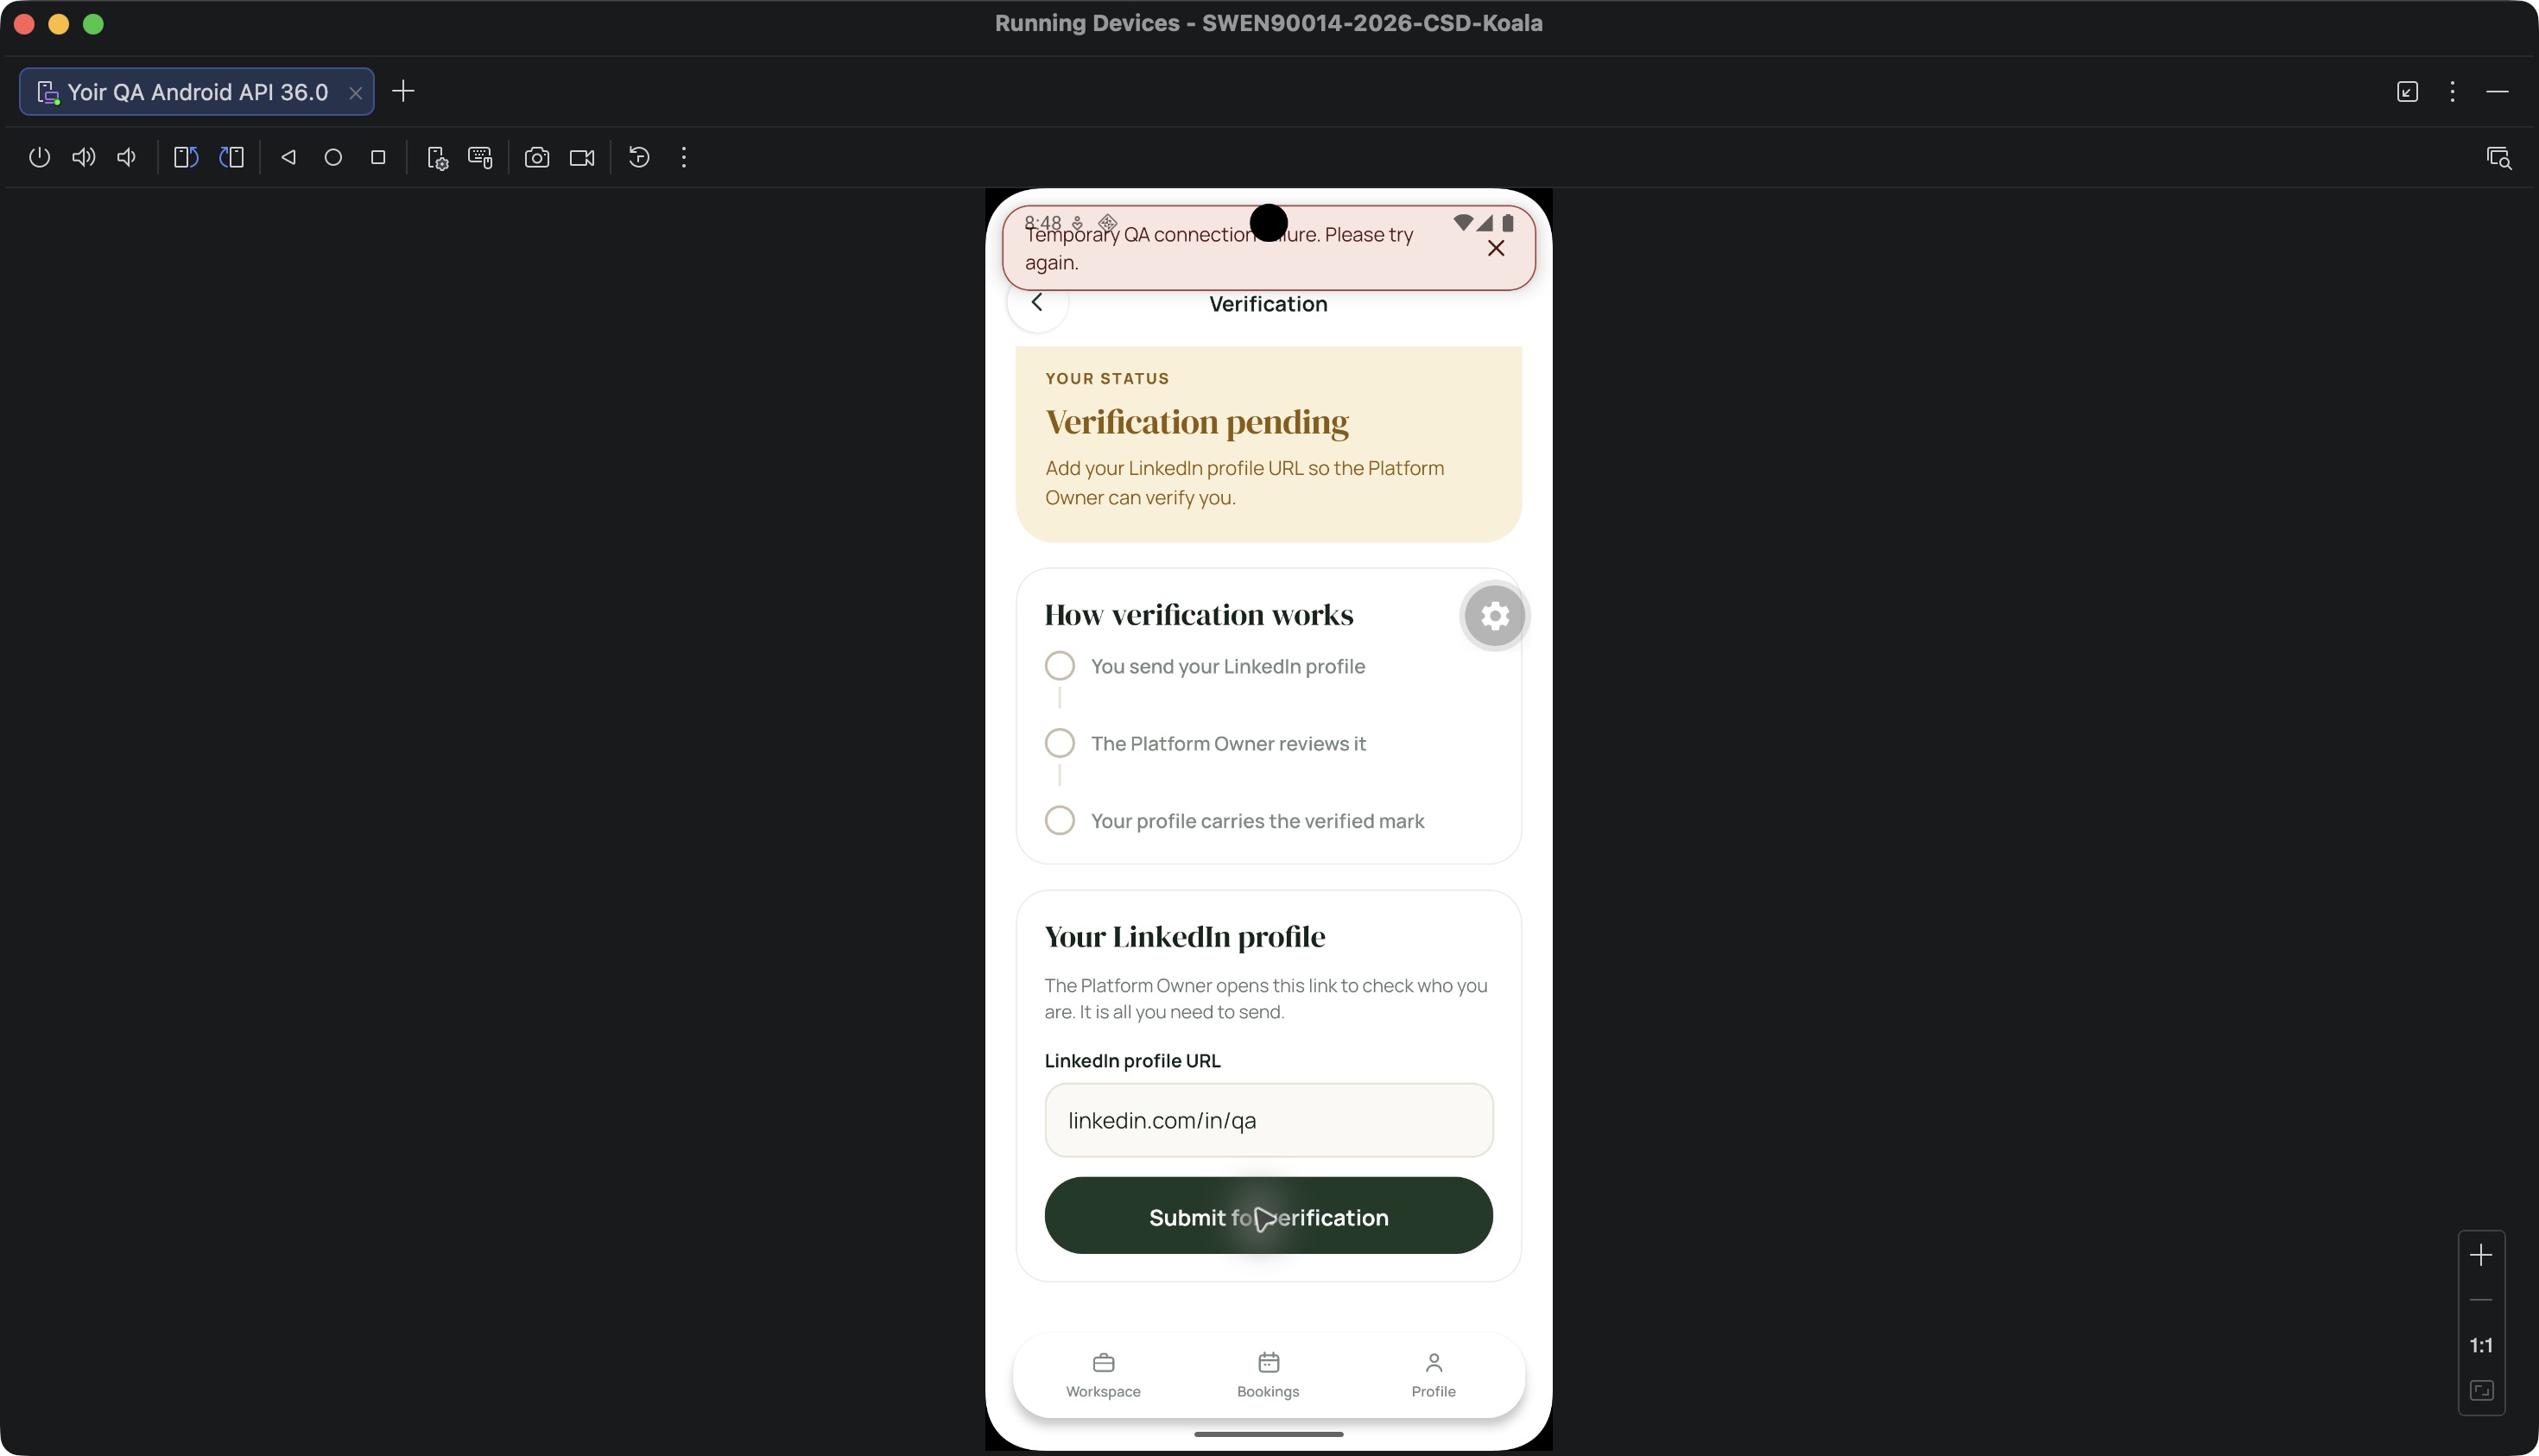 Running Devices - SWEN90014-2026-CSD-Koala
Yoir QA Android API 36.0
8:48
Temporary QA connection failure. Please try
again.
Verification
YOUR STATUS
Verification pending
Add your LinkedIn profile URL so the Platform
Owner can verify you.
How verification works
You send your LinkedIn profile
The Platform Owner reviews it
Your profile carries the verified mark
Your LinkedIn profile
The Platform Owner opens this link to check who you
are. It is all you need to send.
LinkedIn profile URL
linkedin.com/in/qa
Submit for verification
1:1
Workspace
Bookings
Profile